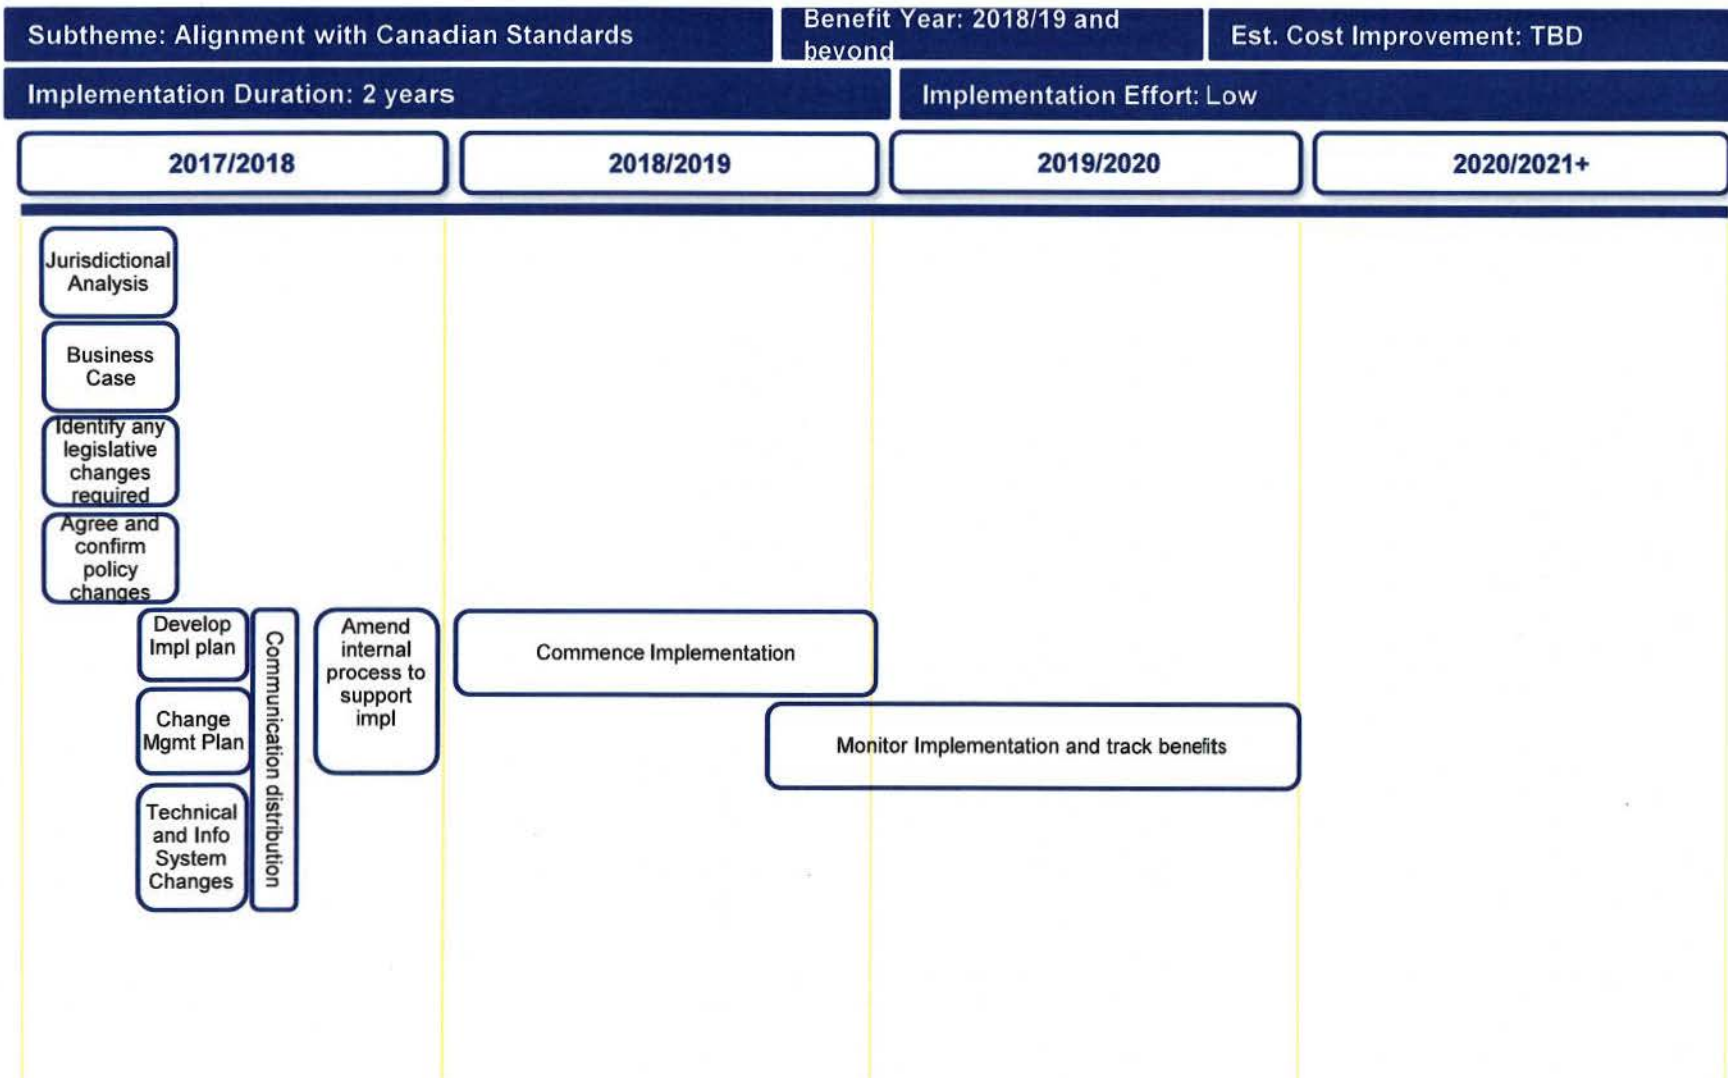 Subtheme: Alignment with Canadian Standards
Benefit Year: 2018/19 and
beyond
Est. Cost Improvement: TBD
Implementation Duration: 2 years
Implementation Effort: Low
2017/2018
2018/2019
2019/2020
2020/2021+
Jurisdictional
Analysis
Business
Case
Identify any
legislative
changes
required
Agree and
confirm
policy
changes
Develop
Impl plan
Change
Mgmt Plan
Technical
and Info
System
Changes
Communication distribution
Amend
internal
process to
support
impl
Commence Implementation
Monitor Implementation and track benefits